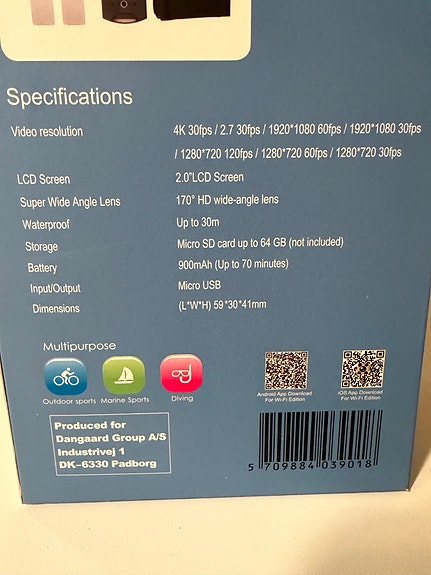 Specifications
Video resolution 4K 30fps / 2.7 30fps / 1920*1080 60fps / 1920*1080 30fps
/ 1280*720 120fps / 1280*720 60fps / 1280*720 30fps
LCD Screen 2.0"LCD Screen
Super Wide Angle Lens 170° HD wide-angle lens
Waterproof Up to 30m
Storage Micro SD card up to 64 GB (not included)
Battery 900mAh (Up to 70 minutes)
Input/Output Micro USB
Dimensions (L*W*H) 59*30*41mm
Multipurpose
Outdoor sports Marine Sports Diving
Android App Download
For Wi-Fi Edition
IOS App Download
For Wi-Fi Edition
Produced for
Dangaard Group A/S
Industrivej 1
DK-6330 Padborg
5 709884 039018